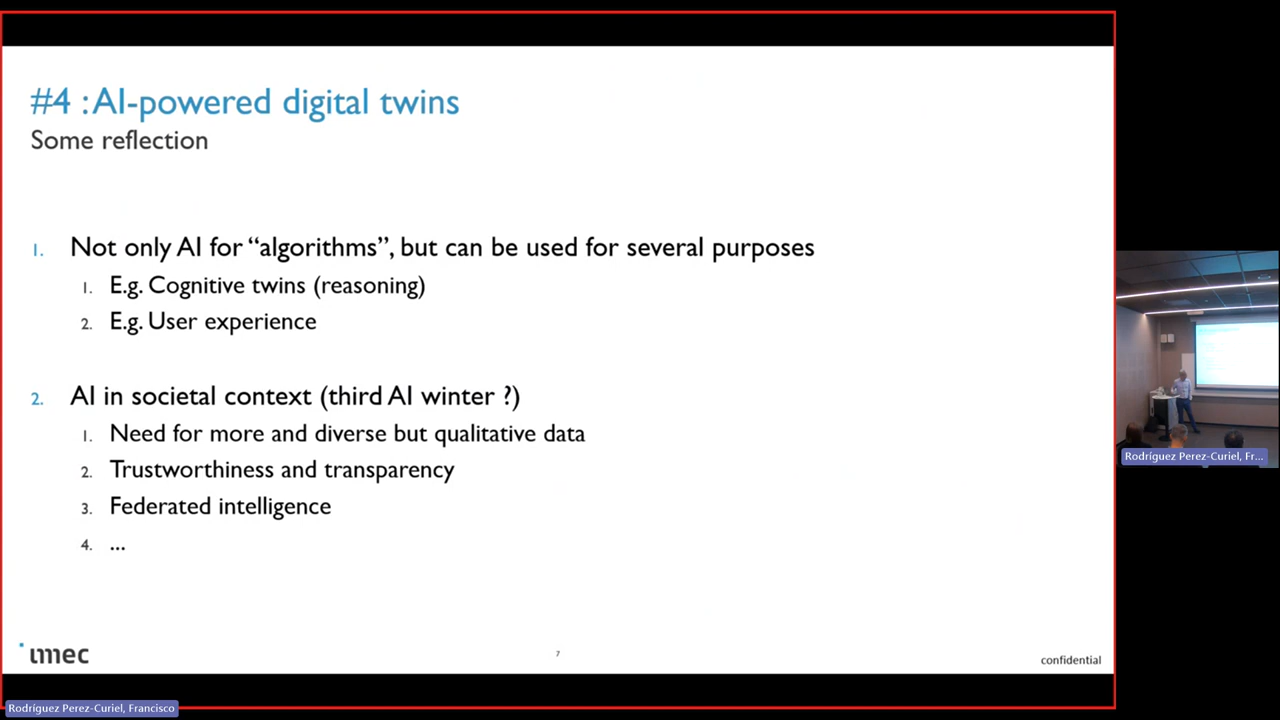 #4 : AI-powered digital twins
Some reflection
1. Not only AI for “algorithms”, but can be used for several purposes
1. E.g. Cognitive twins (reasoning)
2. E.g. User experience
2. AI in societal context (third AI winter ?)
1. Need for more and diverse but qualitative data
2. Trustworthiness and transparency
3. Federated intelligence
4. ...
imec
7
confidential
Rodríguez Perez-Curiel, Francisco
Rodríguez Perez-Curiel, Fr...